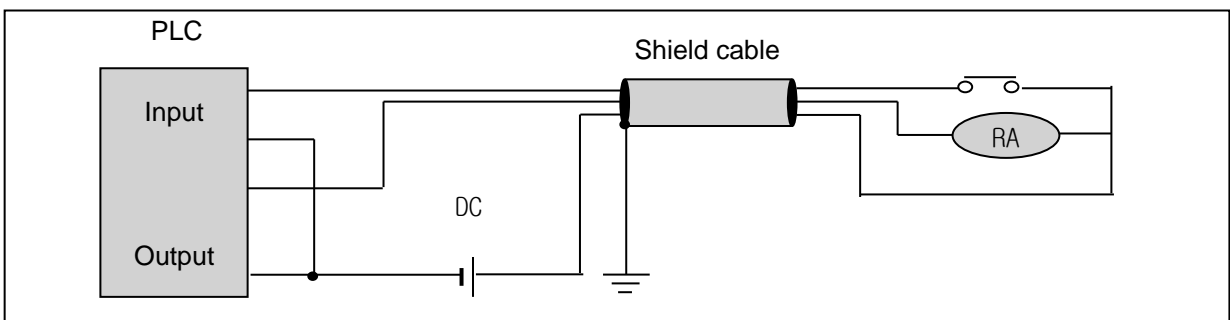 PLC
Shield cable
Input
RA
DC
Output